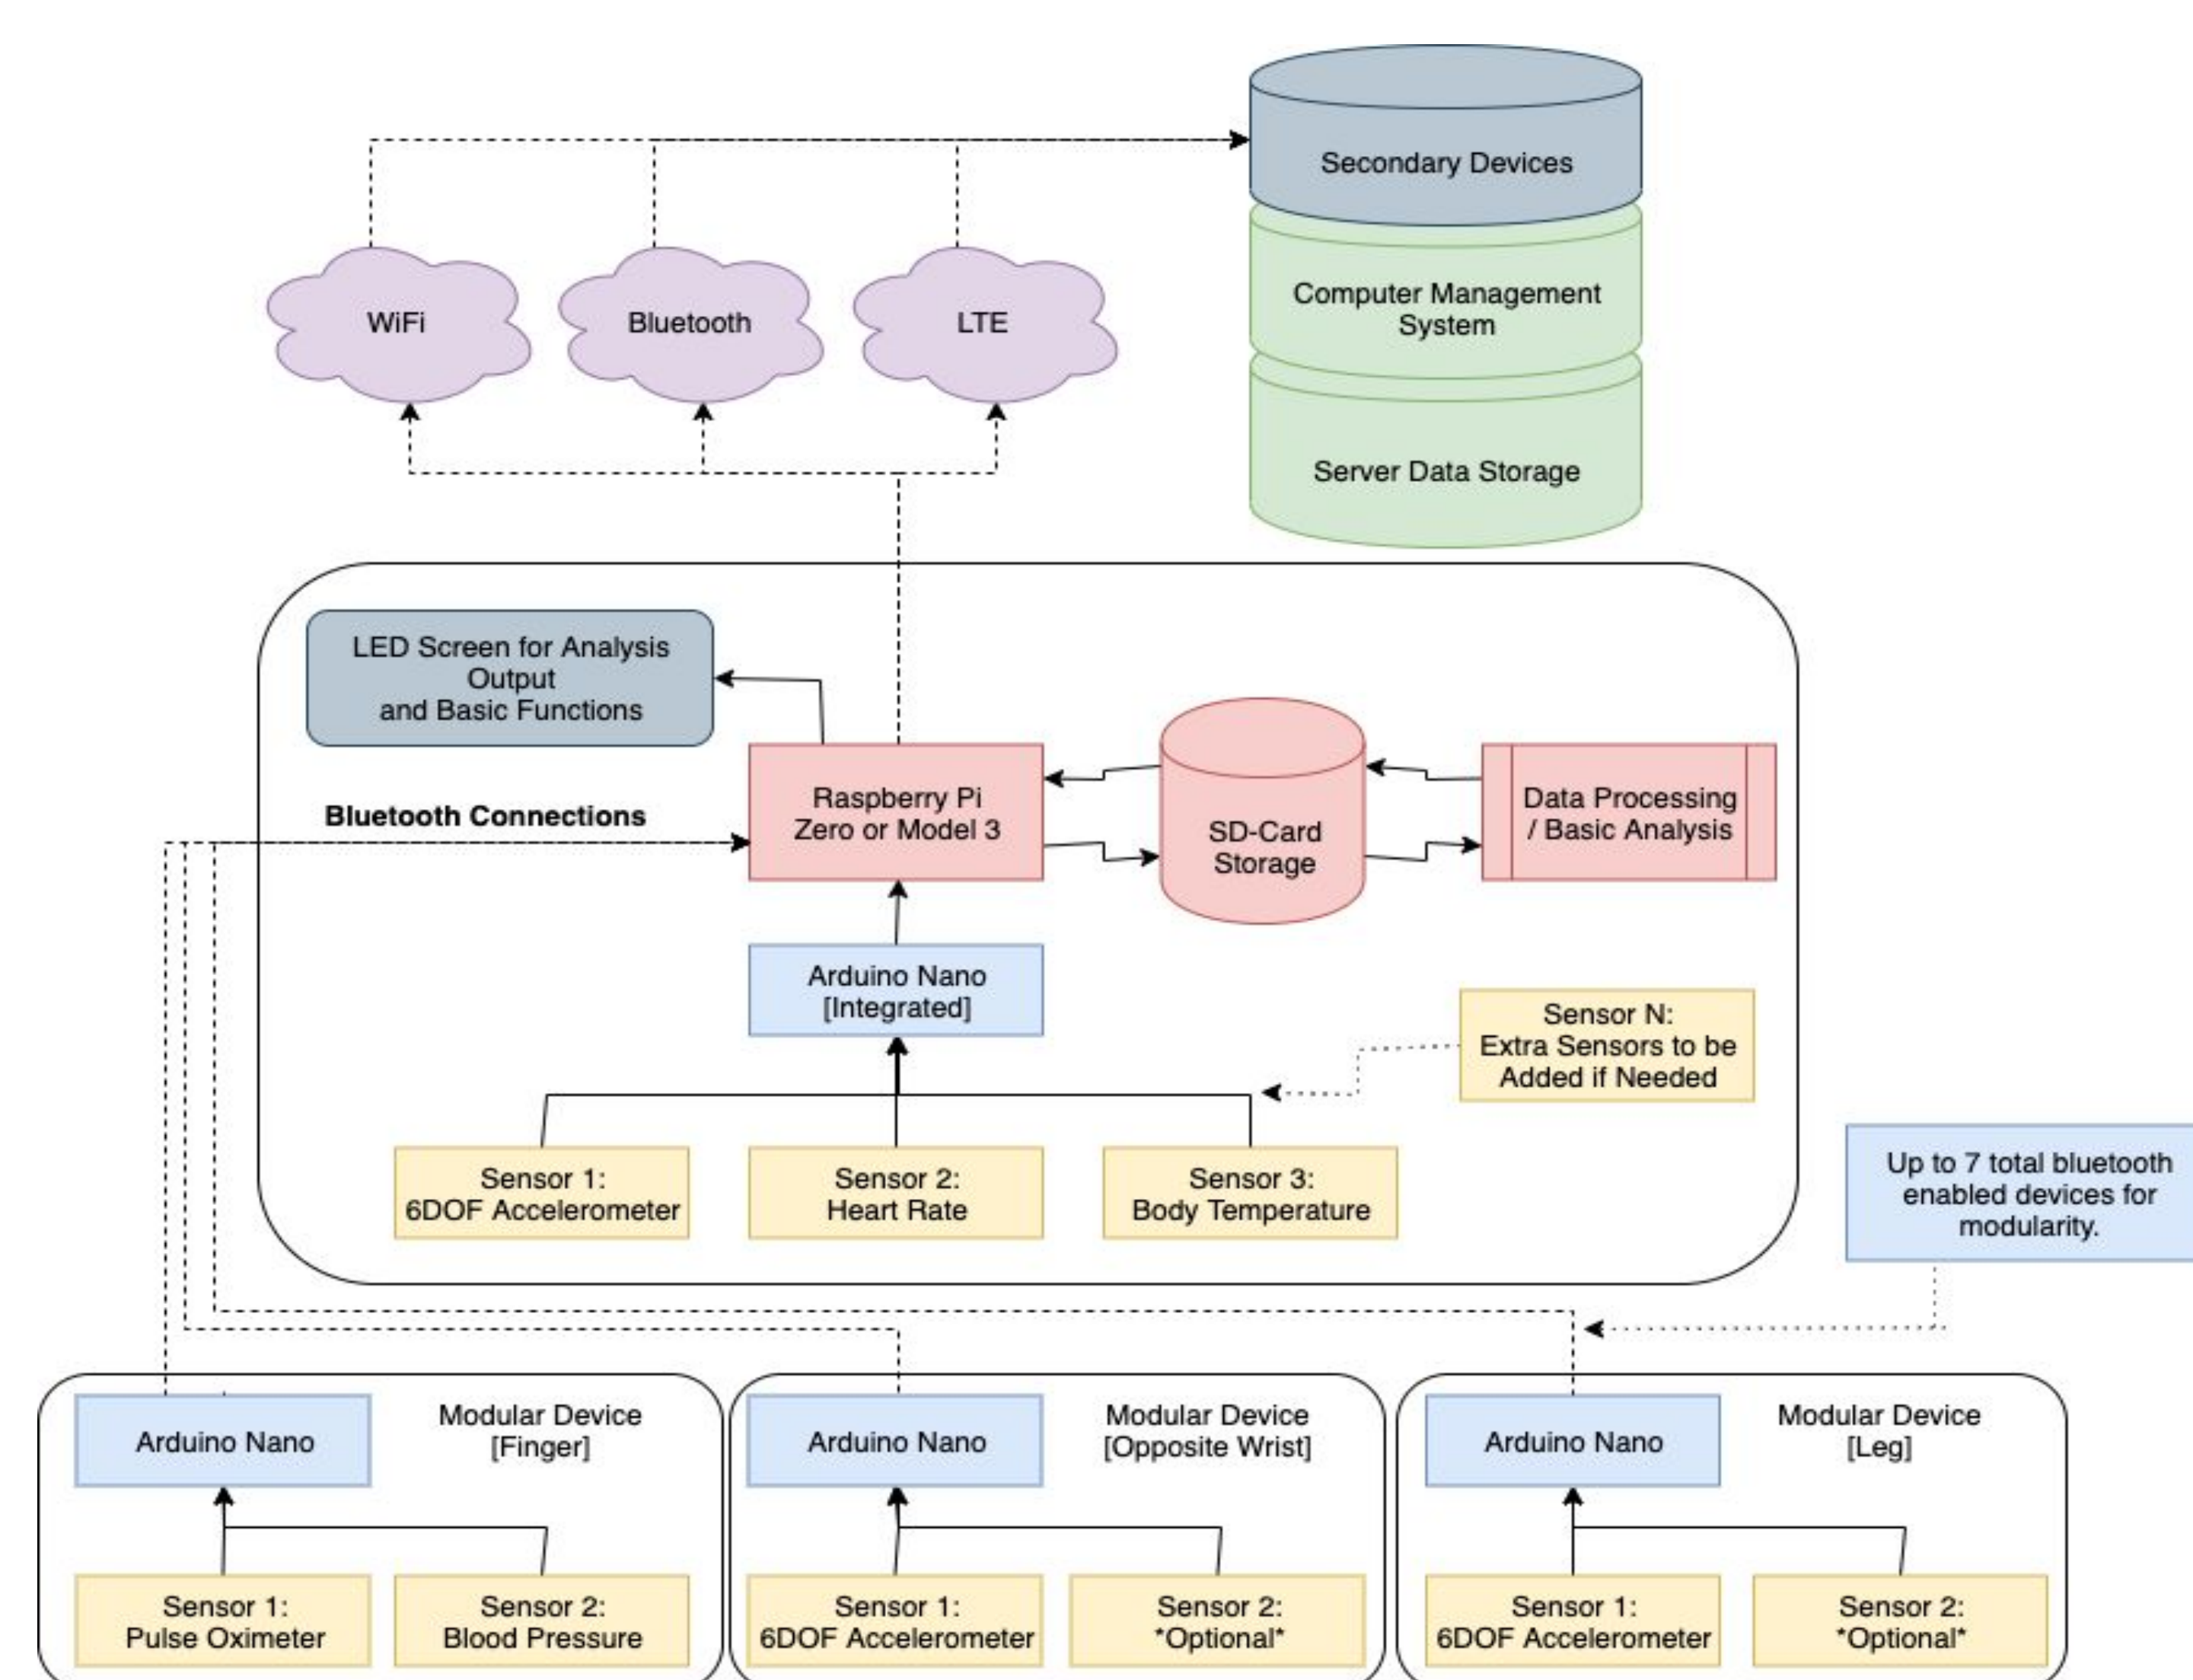 Secondary Devices
Computer Management
System
Server Data Storage
WiFi
Bluetooth
LTE
LED Screen for Analysis
Output
and Basic Functions
Bluetooth Connections
Raspberry Pi
Zero or Model 3
SD-Card
Storage
Data Processing
/ Basic Analysis
Arduino Nano
[Integrated]
Sensor N:
Extra Sensors to be
Added if Needed
Sensor 1:
6DOF Accelerometer
Sensor 2:
Heart Rate
Sensor 3:
Body Temperature
Up to 7 total bluetooth
enabled devices for
modularity.
Arduino Nano
Modular Device
[Finger]
Sensor 1:
Pulse Oximeter
Sensor 2:
Blood Pressure
Arduino Nano
Modular Device
[Opposite Wrist]
Sensor 1:
6DOF Accelerometer
Sensor 2:
*Optional*
Arduino Nano
Modular Device
[Leg]
Sensor 1:
6DOF Accelerometer
Sensor 2:
*Optional*